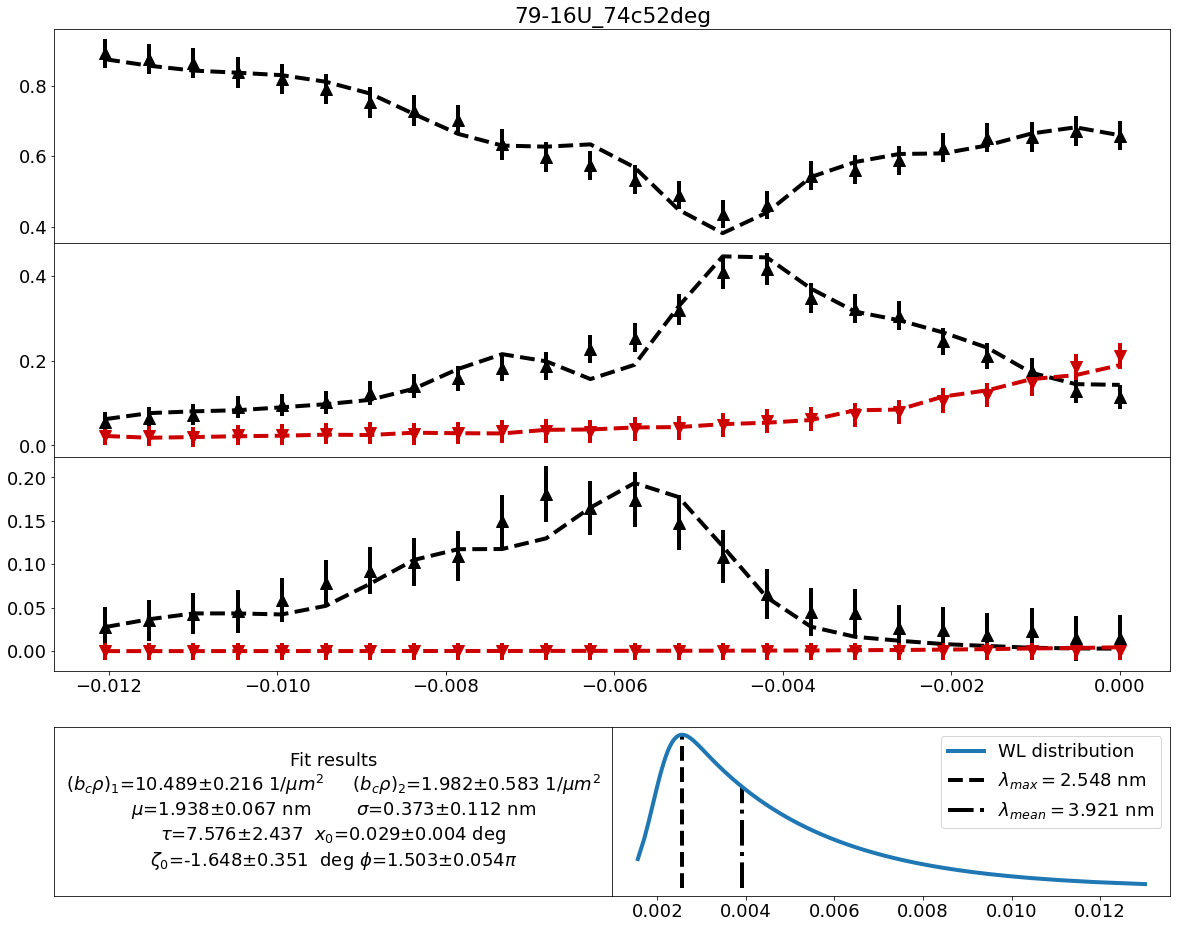 79-16U_74c52deg
0.8
0.6
0.4
0.4
0.2
0.0
0.20
0.15
0.10
0.05
0.00
−0.012 −0.010 −0.008 −0.006 −0.004 −0.002 0.000
Fit results
(b_cρ)_1=10.489±0.216 1/μm^2 (b_cρ)_2=1.982±0.583 1/μm^2
μ=1.938±0.067 nm σ=0.373±0.112 nm
τ=7.576±2.437 x_0=0.029±0.004 deg
ζ_0=-1.648±0.351 deg ϕ=1.503±0.054π
WL distribution
λ_max = 2.548 nm
λ_mean = 3.921 nm
0.002 0.004 0.006 0.008 0.010 0.012